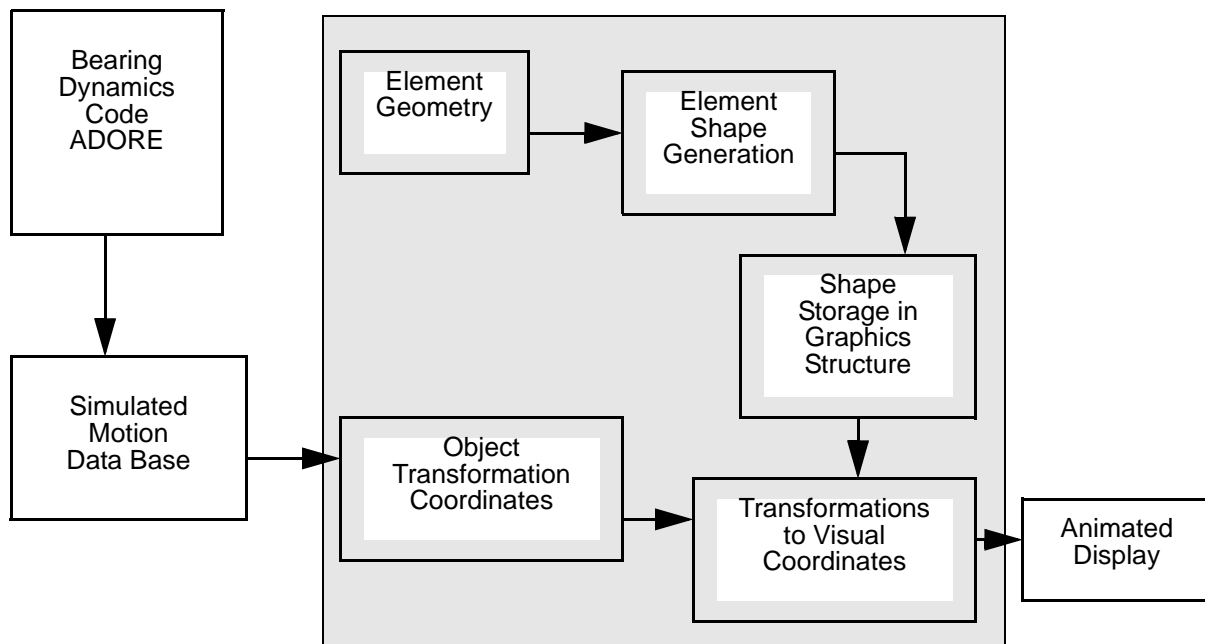 Bearing
Dynamics
Code
ADORE
Element
Geometry
Element
Shape
Generation
Shape
Storage in
Graphics
Structure
Simulated
Motion
Data Base
Object
Transformation
Coordinates
Transformations
to Visual
Coordinates
Animated
Display